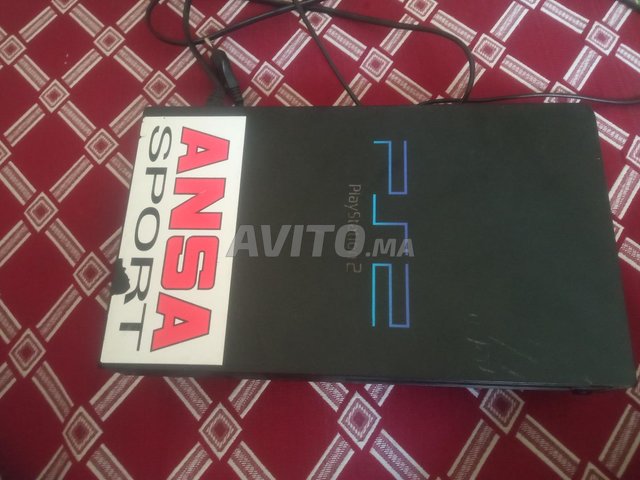 ANSA
SPORT
PS2
PlayStation 2
AVITO.MA